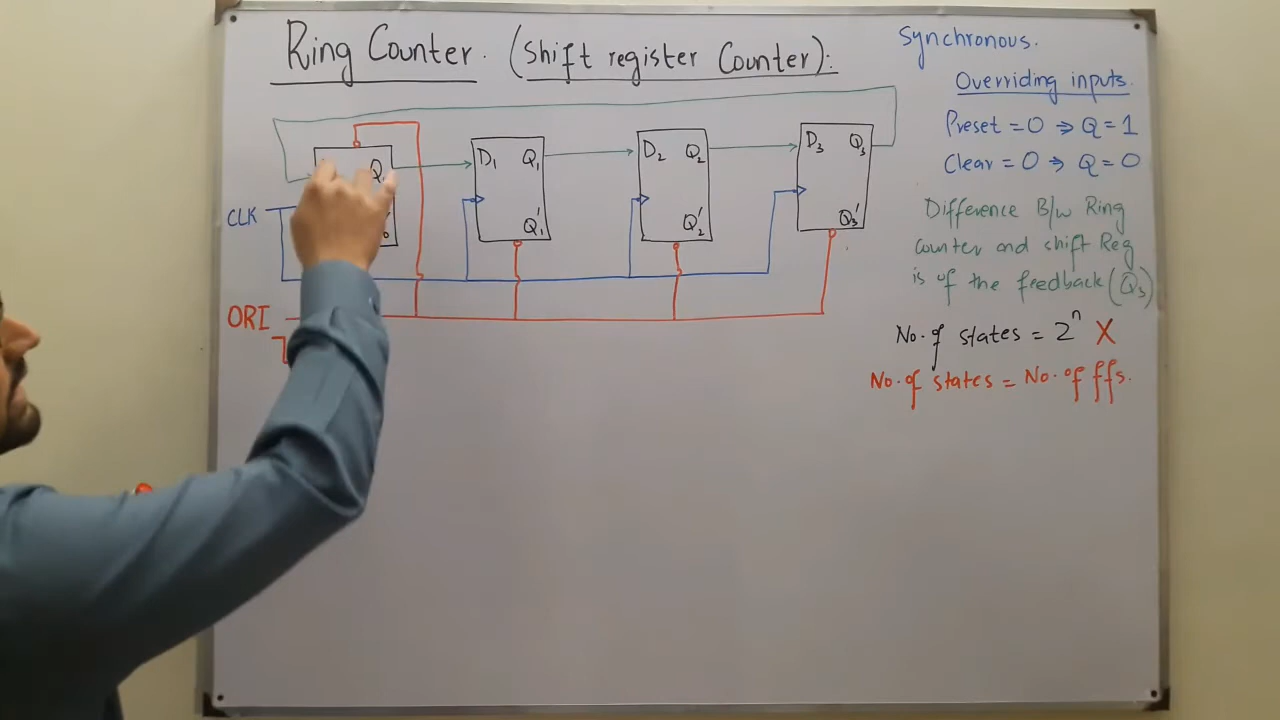 Ring Counter. (Shift register Counter):
Synchronous.
Overriding inputs.
Preset = 0 ⇒ Q = 1
Clear = 0 ⇒ Q = 0
Difference B/w Ring
counter and shift Reg
is of the feedback (Q₃)
No. of states = 2ⁿ X
No. of states = No. of ffs.
Q
D₁ Q₁
Q₁'
D₂ Q₂
Q₂'
D₃ Q₃
Q₃'
CLK
ORI